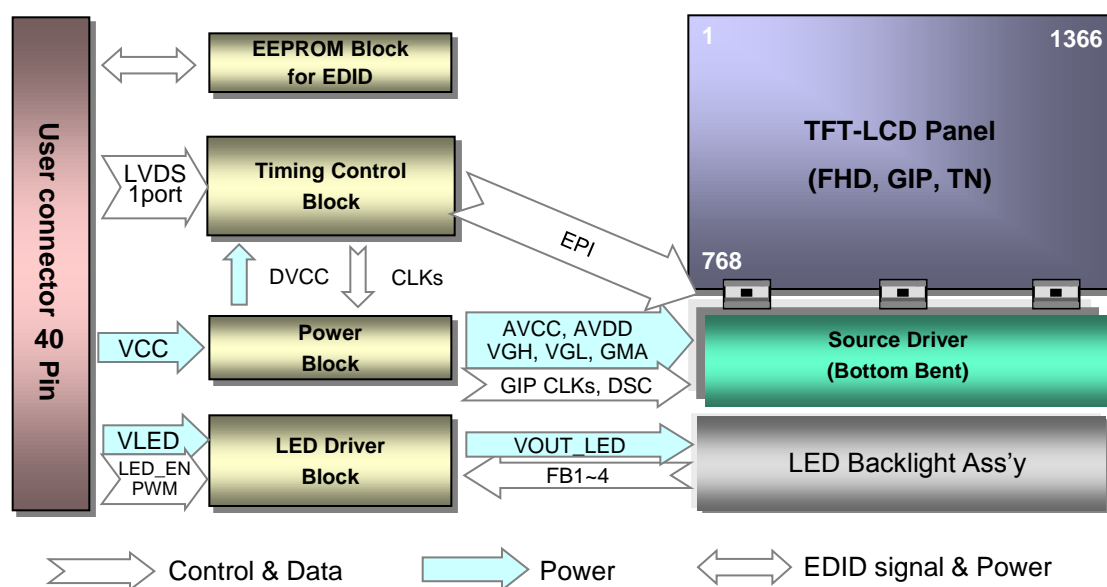 User connector 40 Pin
EEPROM Block
for EDID
LVDS
1port
Timing Control
Block
EPI
DVCC
CLKs
VCC
Power
Block
AVCC, AVDD
VGH, VGL, GMA
GIP CLKs, DSC
VLED
LED_EN
PWM
LED Driver
Block
VOUT_LED
FB1~4
1
1366
TFT-LCD Panel
(FHD, GIP, TN)
768
Source Driver
(Bottom Bent)
LED Backlight Ass'y
Control & Data
Power
EDID signal & Power